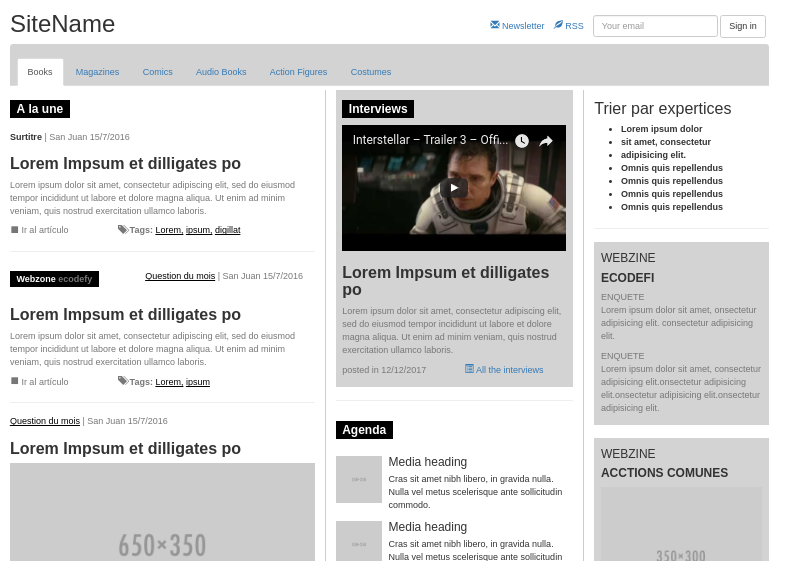 SiteName
Newsletter RSS Your email Sign in
Books Magazines Comics Audio Books Action Figures Costumes
A la une
Surtitre | San Juan 15/7/2016
Lorem Impsum et dilligates po
Lorem ipsum dolor sit amet, consectetur adipiscing elit, sed do eiusmod
tempor incididunt ut labore et dolore magna aliqua. Ut enim ad minim
veniam, quis nostrud exercitation ullamco laboris.
Ir al artículo Tags: Lorem, ipsum, digillat
Webzone ecodefy Question du mois | San Juan 15/7/2016
Lorem Impsum et dilligates po
Lorem ipsum dolor sit amet, consectetur adipiscing elit, sed do eiusmod
tempor incididunt ut labore et dolore magna aliqua. Ut enim ad minim
veniam, quis nostrud exercitation ullamco laboris.
Ir al artículo Tags: Lorem, ipsum
Question du mois | San Juan 15/7/2016
Lorem Impsum et dilligates po
650×350
Interviews
Interstellar – Trailer 3 – Offi...
Lorem Impsum et dilligates
po
Lorem ipsum dolor sit amet, consectetur adipiscing elit,
sed do eiusmod tempor incididunt ut labore et dolore
magna aliqua. Ut enim ad minim veniam, quis nostrud
exercitation ullamco laboris.
posted in 12/12/2017 All the interviews
Agenda
Media heading
Cras sit amet nibh libero, in gravida nulla.
Nulla vel metus scelerisque ante sollicitudin
commodo.
Media heading
Cras sit amet nibh libero, in gravida nulla.
Nulla vel metus scelerisque ante sollicitudin
Trier par expertices
Lorem ipsum dolor
sit amet, consectetur
adipisicing elit.
Omnis quis repellendus
Omnis quis repellendus
Omnis quis repellendus
Omnis quis repellendus
WEBZINE
ECODEFI
ENQUETE
Lorem ipsum dolor sit amet, onsectetur
adipisicing elit. consectetur adipisicing
elit.
ENQUETE
Lorem ipsum dolor sit amet, consectetur
adipisicing elit.onsectetur adipisicing
elit.onsectetur adipisicing elit.onsectetur
adipisicing elit.
WEBZINE
ACCTIONS COMUNES
350×300